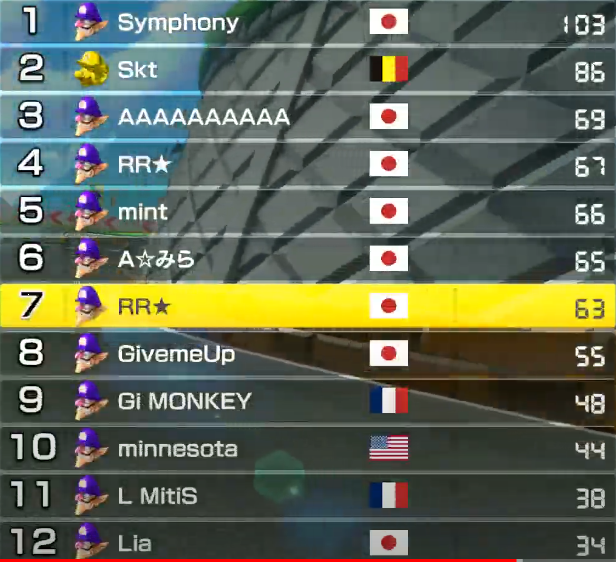 1 Symphony 103
2 Skt 86
3 AAAAAAAAAA 69
4 RR★ 67
5 mint 66
6 A☆みら 65
7 RR★ 63
8 GivemeUp 55
9 Gi MONKEY 48
10 minnesota 44
11 L MitiS 38
12 Lia 34